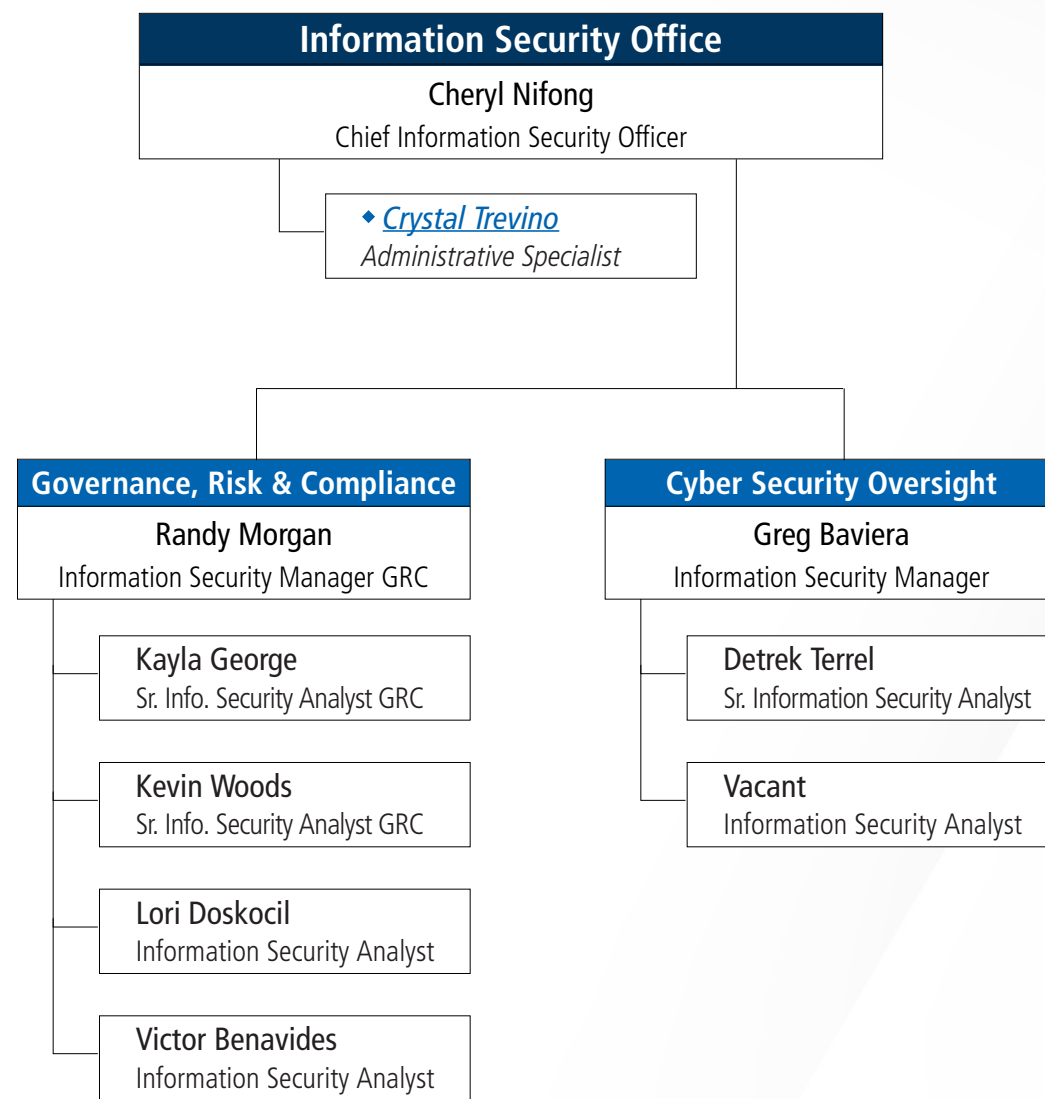 Information Security Office
Cheryl Nifong
Chief Information Security Officer
◆ Crystal Trevino
Administrative Specialist
Governance, Risk & Compliance
Randy Morgan
Information Security Manager GRC
Kayla George
Sr. Info. Security Analyst GRC
Kevin Woods
Sr. Info. Security Analyst GRC
Lori Doskocil
Information Security Analyst
Victor Benavides
Information Security Analyst
Cyber Security Oversight
Greg Baviera
Information Security Manager
Detrek Terrel
Sr. Information Security Analyst
Vacant
Information Security Analyst